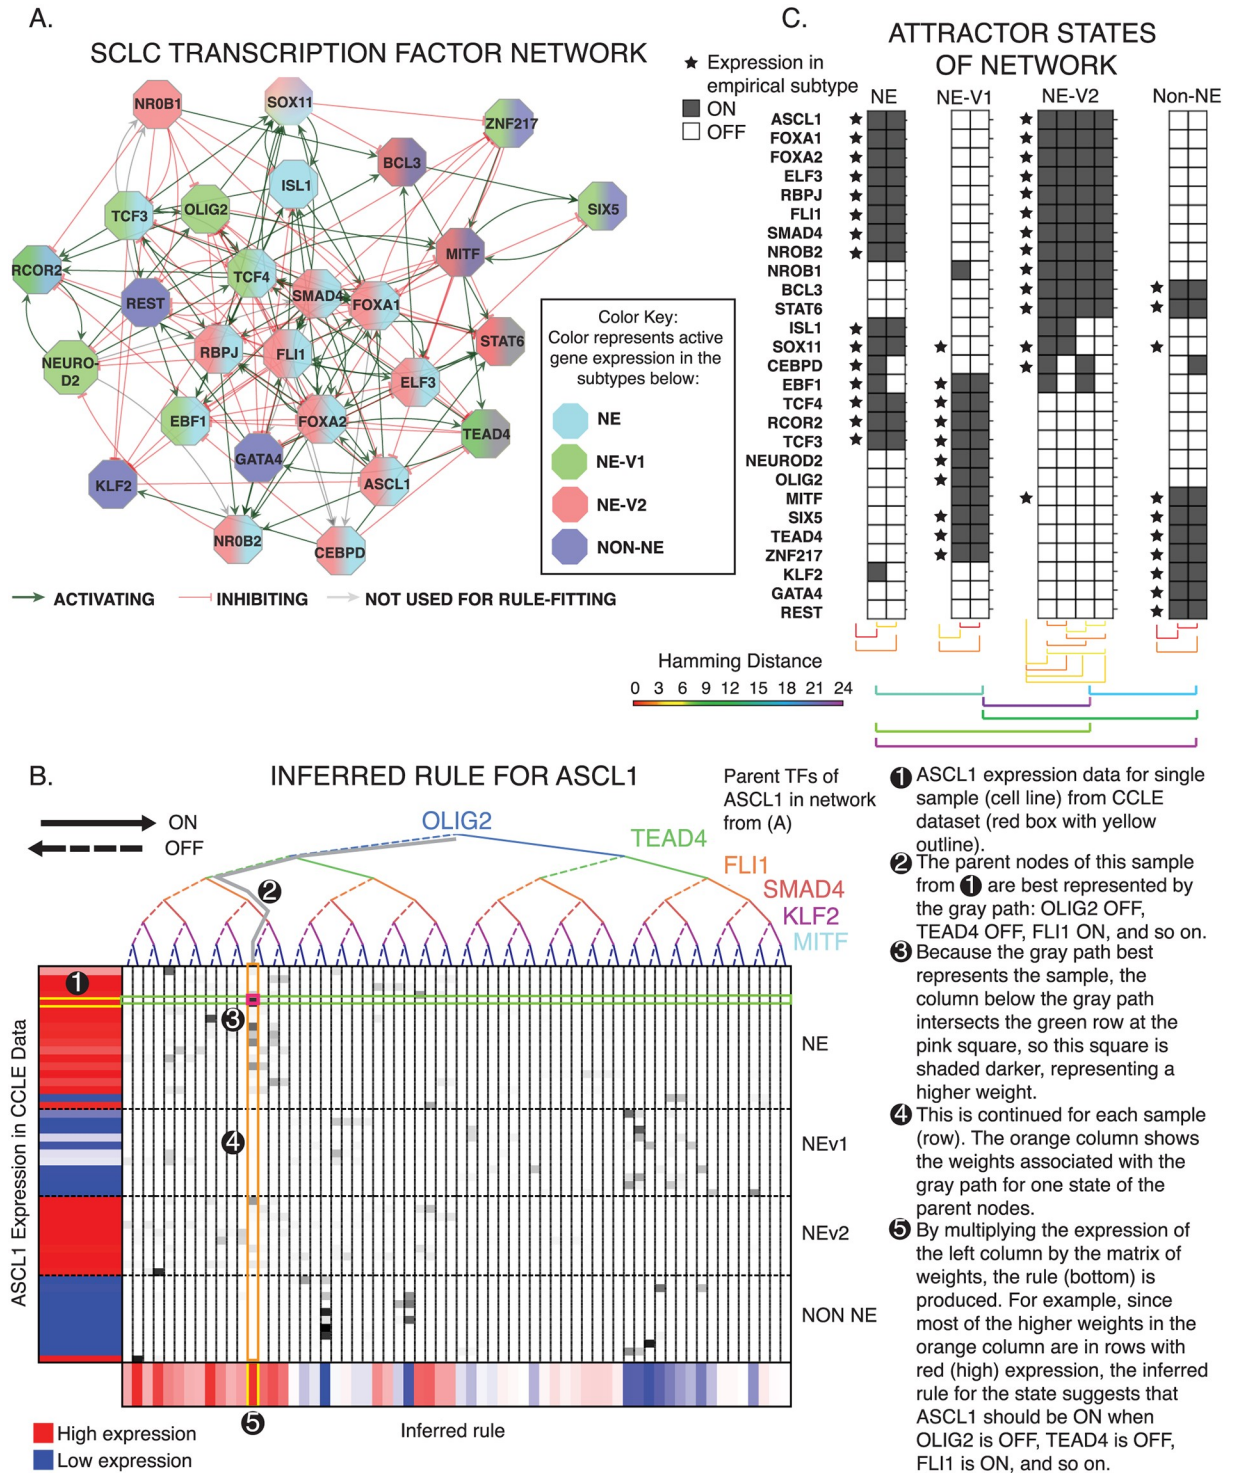 A.
SCLC TRANSCRIPTION FACTOR NETWORK
NR0B1
SOX11
ZNF217
BCL3
ISL1
SIX5
TCF3
OLIG2
MITF
RCOR2
TCF4
REST
SMAD4
FOXA1
STAT6
RBPJ
FLI1
NEURO-
D2
ELF3
EBF1
FOXA2
TEAD4
GATA4
KLF2
ASCL1
NR0B2
CEBPD
Color Key:
Color represents active
gene expression in the
subtypes below:
NE
NE-V1
NE-V2
NON-NE
ACTIVATING
INHIBITING
NOT USED FOR RULE-FITTING
C.
ATTRACTOR STATES
OF NETWORK
Expression in
empirical subtype
ON
OFF
NE
NE-V1
NE-V2
Non-NE
ASCL1
FOXA1
FOXA2
ELF3
RBPJ
FLI1
SMAD4
NROB2
NROB1
BCL3
STAT6
ISL1
SOX11
CEBPD
EBF1
TCF4
RCOR2
TCF3
NEUROD2
OLIG2
MITF
SIX5
TEAD4
ZNF217
KLF2
GATA4
REST
Hamming Distance
0 3 6 9 12 15 18 21 24
B.
INFERRED RULE FOR ASCL1
ON
OFF
Parent TFs of
ASCL1 in network
from (A)
OLIG2
TEAD4
FLI1
SMAD4
KLF2
MITF
2
1
3
4
ASCL1 Expression in CCLE Data
NE
NEv1
NEv2
NON NE
5
Inferred rule
High expression
Low expression
1 ASCL1 expression data for single
sample (cell line) from CCLE
dataset (red box with yellow
outline).
2 The parent nodes of this sample
from 1 are best represented by
the gray path: OLIG2 OFF,
TEAD4 OFF, FLI1 ON, and so on.
3 Because the gray path best
represents the sample, the
column below the gray path
intersects the green row at the
pink square, so this square is
shaded darker, representing a
higher weight.
4 This is continued for each sample
(row). The orange column shows
the weights associated with the
gray path for one state of the
parent nodes.
5 By multiplying the expression of
the left column by the matrix of
weights, the rule (bottom) is
produced. For example, since
most of the higher weights in the
orange column are in rows with
red (high) expression, the inferred
rule for the state suggests that
ASCL1 should be ON when
OLIG2 is OFF, TEAD4 is OFF,
FLI1 is ON, and so on.